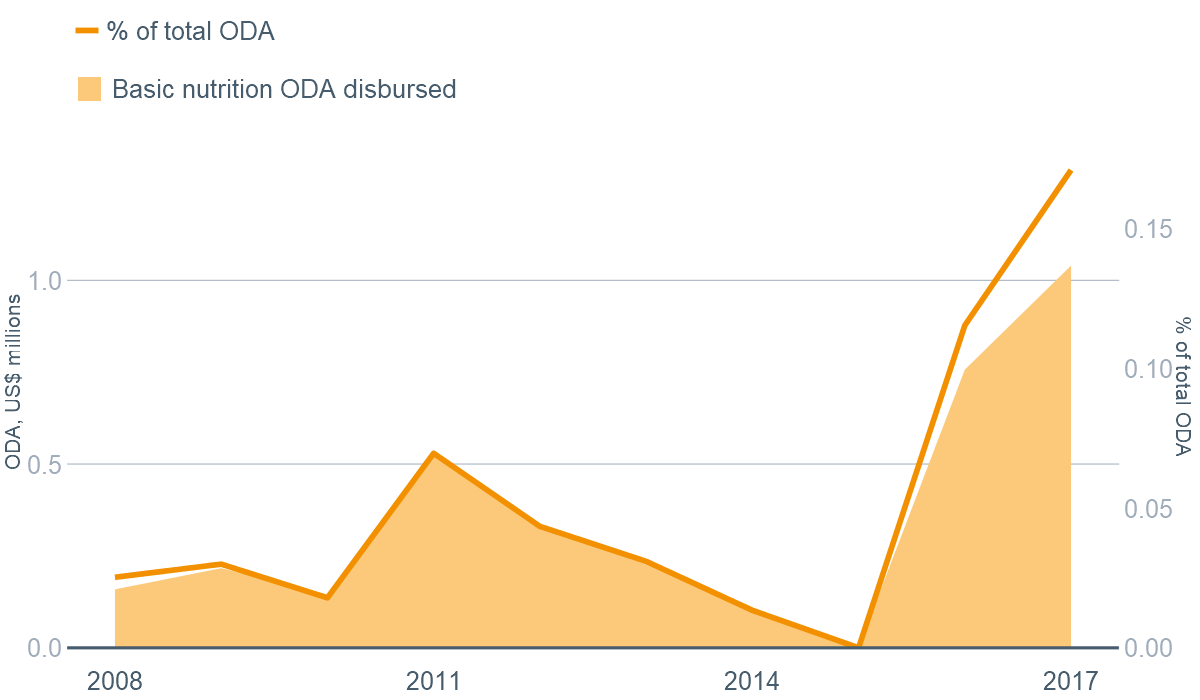 % of total ODA
Basic nutrition ODA disbursed
ODA, US$ millions
1.0
0.5
0.0
% of total ODA
0.15
0.10
0.05
0.00
2008
2011
2014
2017